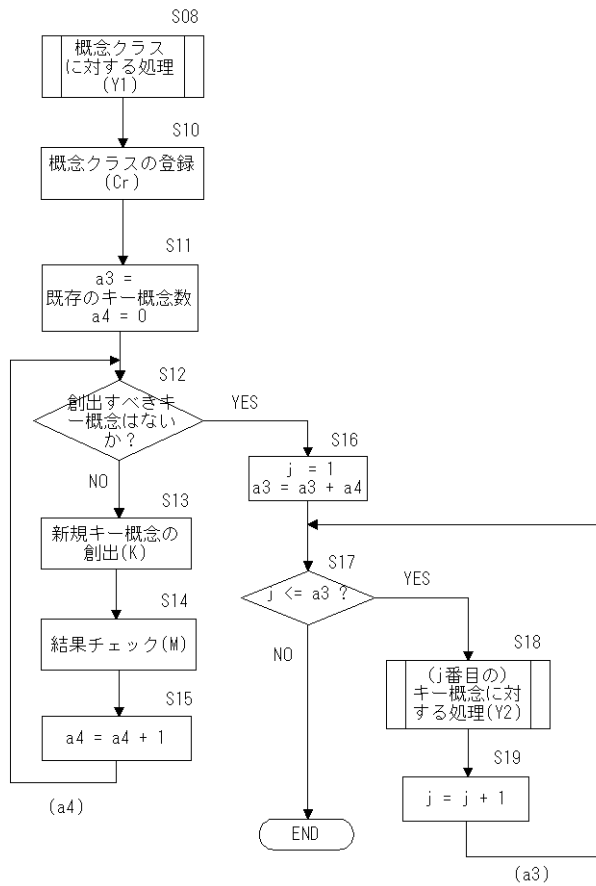 S08
概念クラス
に対する処理
(Y1)
S10
概念クラスの登録
(Cr)
S11
a3 =
既存のキー概念数
a4 = 0
S12
創出すべきキ
ー概念はない
か？
YES
NO
S13
新規キー概念の
創出(K)
S14
結果チェック(M)
S15
a4 = a4 + 1
(a4)
S16
j = 1
a3 = a3 + a4
S17
j <= a3 ?
YES
NO
S18
(j番目の)
キー概念に対
する処理(Y2)
S19
j = j + 1
(a3)
END